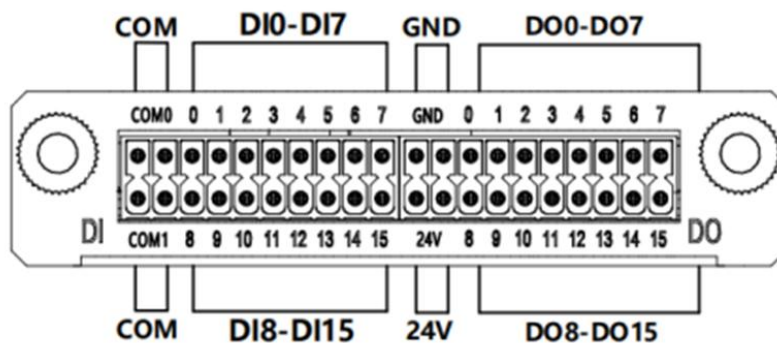 COM DI0-DI7 GND DO0-DO7
COM0 0 1 2 3 4 5 6 7 GND 0 1 2 3 4 5 6 7
DI DO
COM1 8 9 10 11 12 13 14 15 24V 8 9 10 11 12 13 14 15
COM DI8-DI15 24V DO8-DO15